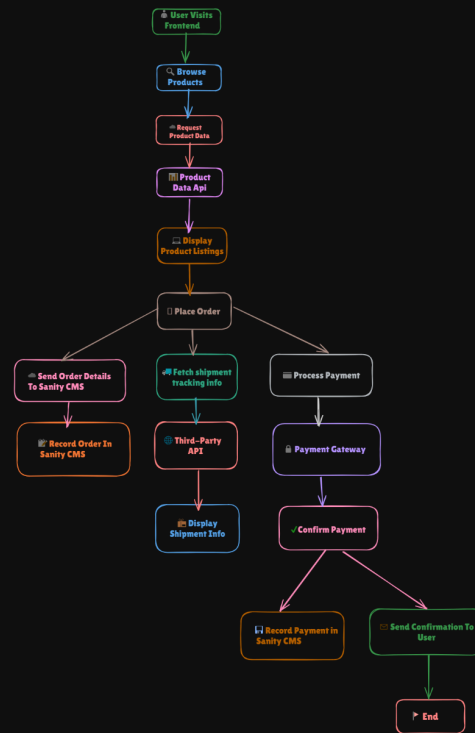 User Visits
Frontend
Browse
Products
Request
Product Data
Product
Data Api
Display
Product Listings
Place Order
Send Order Details
To Sanity CMS
Fetch shipment
tracking info
Process Payment
Record Order In
Sanity CMS
Third-Party
API
Payment Gateway
Display
Shipment Info
Confirm Payment
Record Payment in
Sanity CMS
Send Confirmation To
User
End